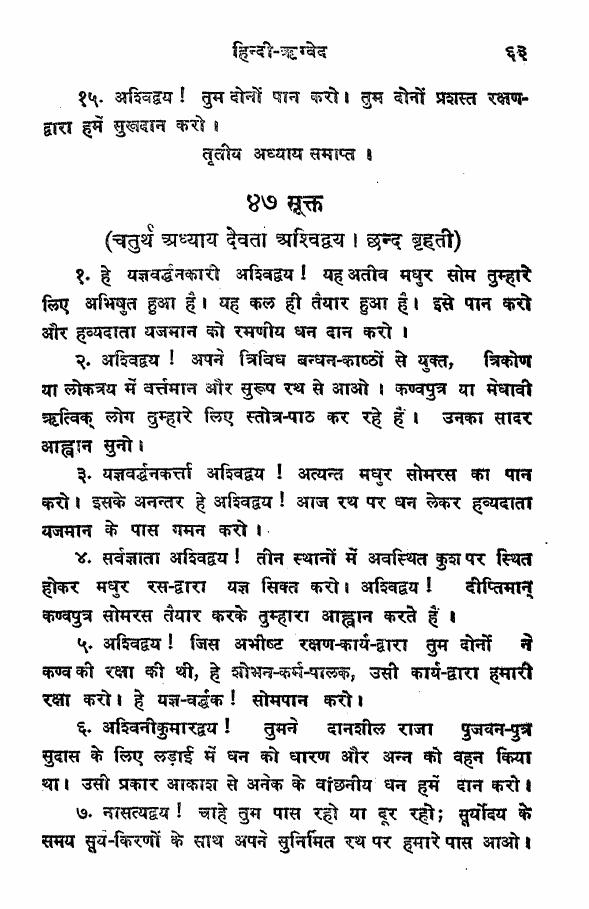 हिन्दी-ऋग्वेद ६३
१५. अश्विद्वय ! तुम दोनों पान करो। तुम दोनों प्रशस्त रक्षण-
द्वारा हमें सुखदान करो ।
तृतीय अध्याय समाप्त ।
४७ सूक्त
(चतुर्थ अध्याय देवता अश्विद्वय । छन्द बृहती)
१. हे यज्ञवर्द्धनकारी अश्विद्वय ! यह अतीव मधुर सोम तुम्हारे
लिए अभिषुत हुआ है। यह कल ही तैयार हुआ है। इसे पान करो
और हव्यदाता यजमान को रमणीय धन दान करो ।
२. अश्विद्वय ! अपने त्रिविध बन्धन-काष्ठों से युक्त, त्रिकोण
या लोकत्रय में वर्त्तमान और सुरूप रथ से आओ । कण्वपुत्र या मेधावी
ऋत्विक् लोग तुम्हारे लिए स्तोत्र-पाठ कर रहे हैं। उनका सादर
आह्वान सुनो।
३. यज्ञवर्द्धनकर्त्ता अश्विद्वय ! अत्यन्त मधुर सोमरस का पान
करो। इसके अनन्तर हे अश्विद्वय ! आज रथ पर धन लेकर हव्यदाता
यजमान के पास गमन करो ।
४. सर्वज्ञाता अश्विद्वय ! तीन स्थानों में अवस्थित कुश पर स्थित
होकर मधुर रस-द्वारा यज्ञ सिक्त करो। अश्विद्वय ! दीप्तिमान्
कण्वपुत्र सोमरस तैयार करके तुम्हारा आह्वान करते हैं ।
५. अश्विद्वय ! जिस अभीष्ट रक्षण-कार्य-द्वारा तुम दोनों ने
कण्व की रक्षा की थी, हे शोभन-कर्म-पालक, उसी कार्य-द्वारा हमारी
रक्षा करो। हे यज्ञ-वर्द्धक ! सोमपान करो।
६. अश्विनीकुमारद्वय ! तुमने दानशील राजा पुजवन-पुत्र
सुदास के लिए लड़ाई में धन को धारण और अन्न को वहन किया
था। उसी प्रकार आकाश से अनेक के वांछनीय धन हमें दान करो।
७. नासत्यद्वय ! चाहे तुम पास रहो या दूर रहो; सूर्योदय के
समय सूर्य-किरणों के साथ अपने सुनिर्मित रथ पर हमारे पास आओ।